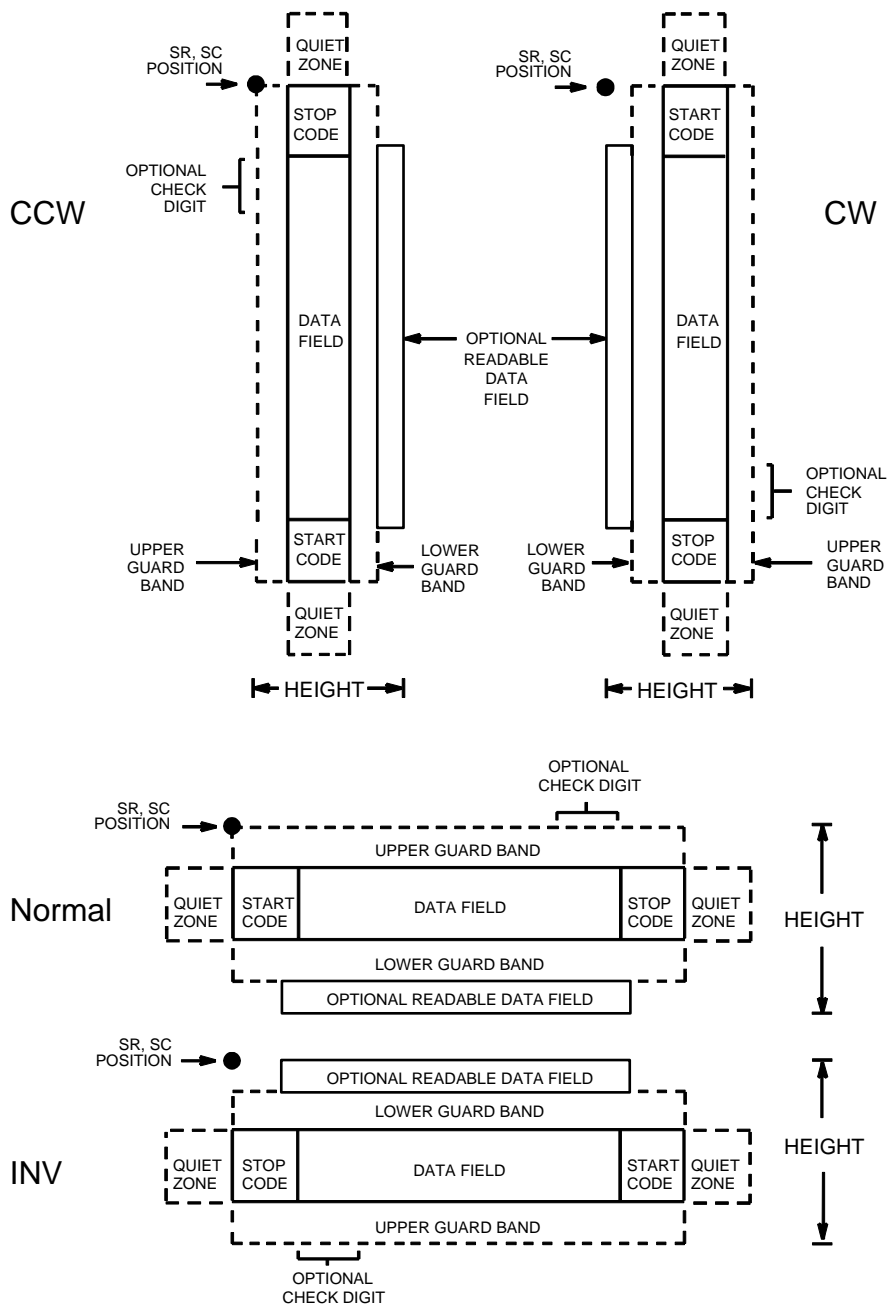 QUIET
ZONE
SR, SC
POSITION
STOP
CODE
OPTIONAL
CHECK
DIGIT
CCW
DATA
FIELD
START
CODE
UPPER
GUARD
BAND
LOWER
GUARD
BAND
QUIET
ZONE
HEIGHT
OPTIONAL
READABLE
DATA
FIELD
QUIET
ZONE
SR, SC
POSITION
START
CODE
CW
DATA
FIELD
OPTIONAL
CHECK
DIGIT
STOP
CODE
LOWER
GUARD
BAND
UPPER
GUARD
BAND
QUIET
ZONE
HEIGHT
OPTIONAL
CHECK DIGIT
SR, SC
POSITION
UPPER GUARD BAND
Normal
QUIET
ZONE
START
CODE
DATA FIELD
STOP
CODE
QUIET
ZONE
HEIGHT
LOWER GUARD BAND
OPTIONAL READABLE DATA FIELD
SR, SC
POSITION
OPTIONAL READABLE DATA FIELD
LOWER GUARD BAND
INV
QUIET
ZONE
STOP
CODE
DATA FIELD
START
CODE
QUIET
ZONE
HEIGHT
UPPER GUARD BAND
OPTIONAL
CHECK DIGIT